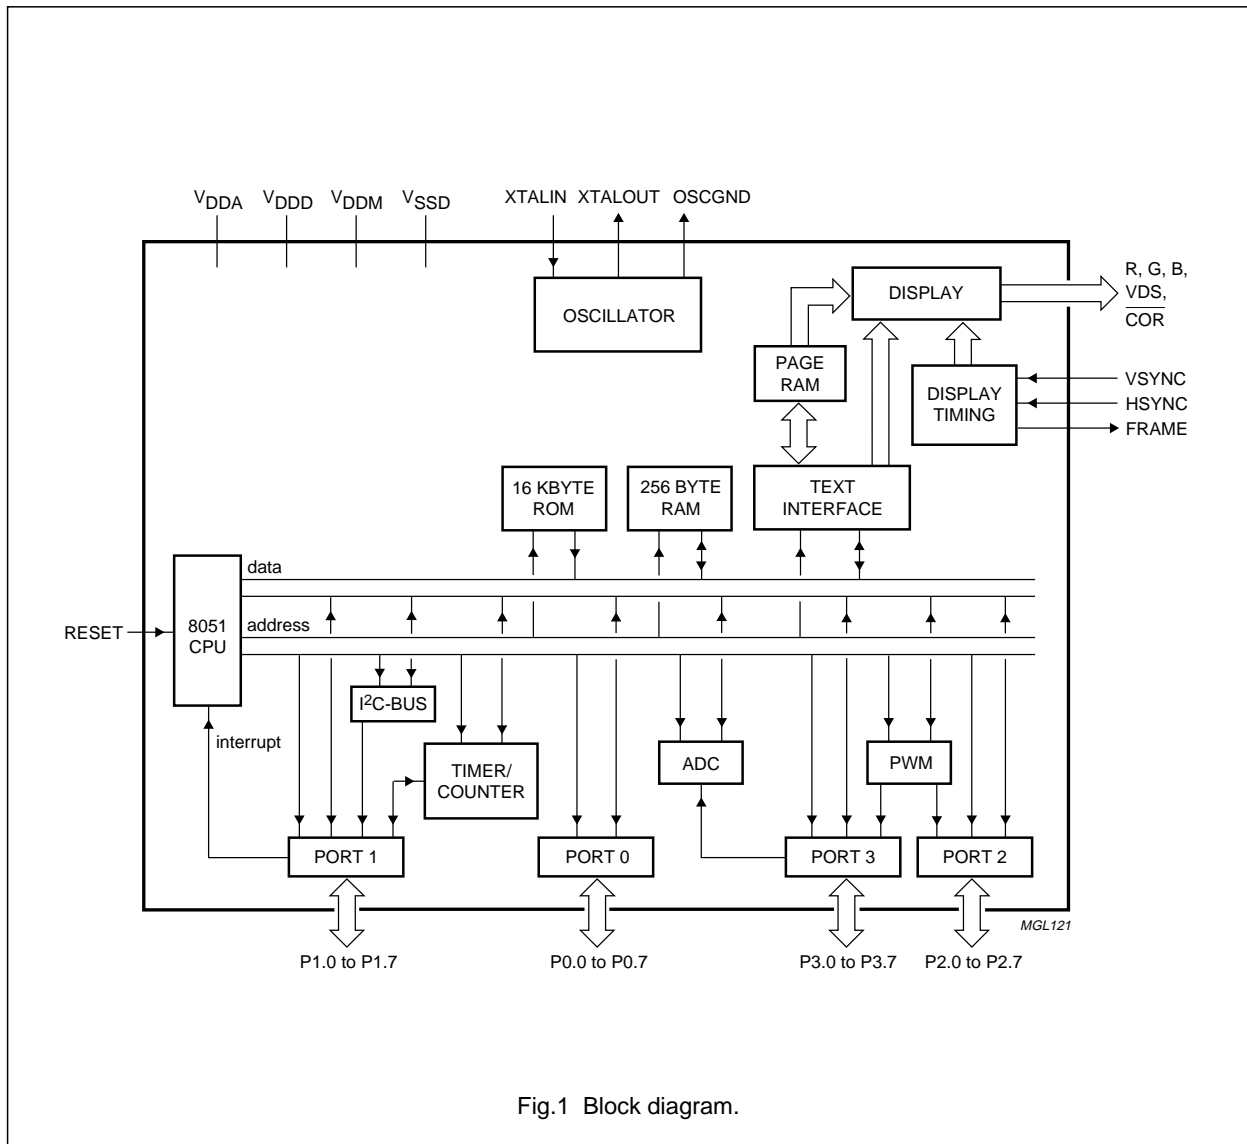 VDDA VDDD VDDM VSSD XTALIN XTALOUT OSCGND
R, G, B,
VDS,
COR
DISPLAY
OSCILLATOR
PAGE
RAM
DISPLAY
TIMING
VSYNC
HSYNC
FRAME
16 KBYTE
ROM
256 BYTE
RAM
TEXT
INTERFACE
data
RESET
8051
CPU
address
I2C-BUS
interrupt
TIMER/
COUNTER
ADC
PWM
PORT 1
PORT 0
PORT 3
PORT 2
MGL121
P1.0 to P1.7
P0.0 to P0.7
P3.0 to P3.7
P2.0 to P2.7
Fig.1 Block diagram.